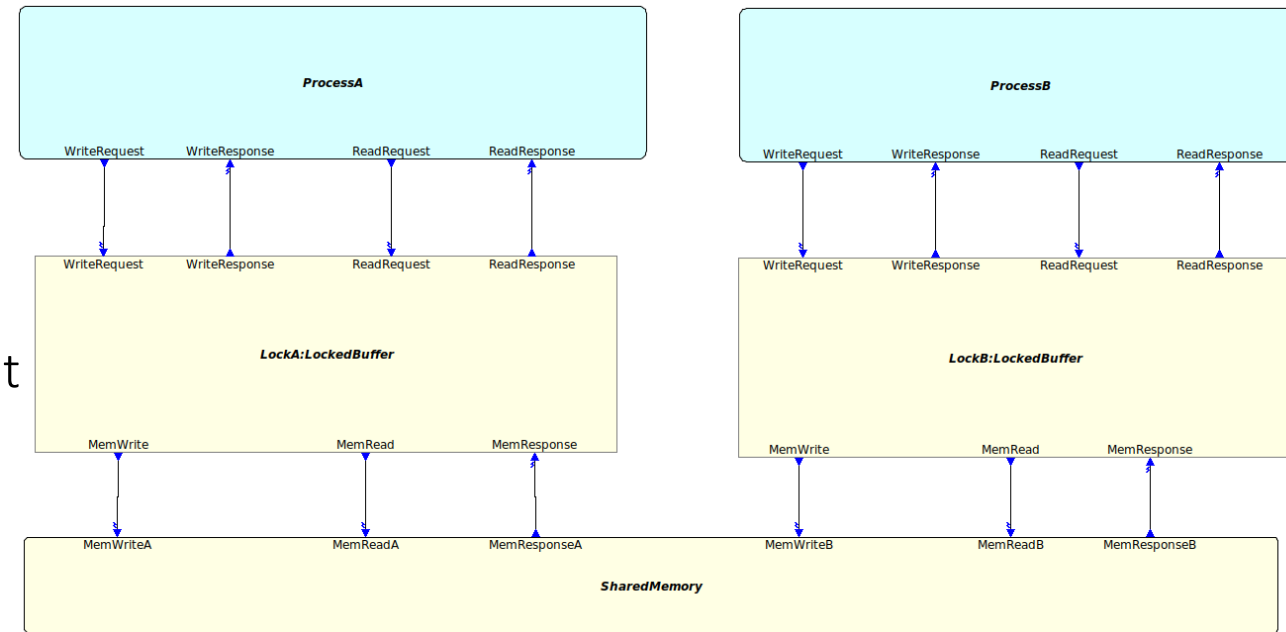 ProcessA
ProcessB
WriteRequest WriteResponse ReadRequest ReadResponse
WriteRequest WriteResponse ReadRequest ReadResponse
WriteRequest WriteResponse ReadRequest ReadResponse
WriteRequest WriteResponse ReadRequest ReadResponse
LockA:LockedBuffer
LockB:LockedBuffer
t
MemWrite MemRead MemResponse
MemWrite MemRead MemResponse
MemWriteA MemReadA MemResponseA MemWriteB MemReadB MemResponseB
SharedMemory